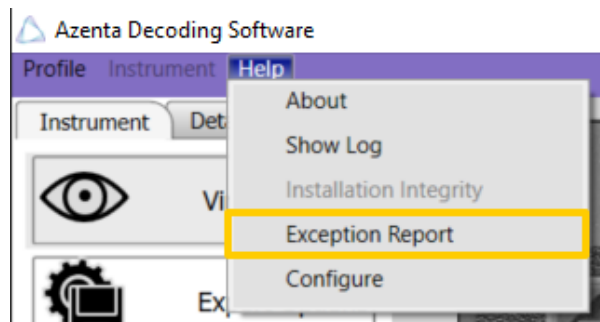 Azenta Decoding Software
Profile Instrument Help
Instrument
About
Show Log
Installation Integrity
Exception Report
Configure